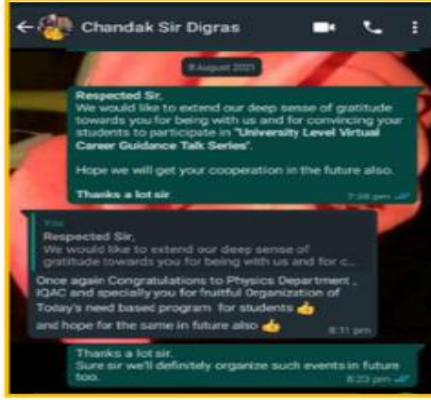 Chandak Sir Digras
9 August 2021
Respected Sir,
We would like to extend our deep sense of gratitude
towards you for being with us and for convincing your
students to participate in "University Level Virtual
Career Guidance Talk Series".
Hope we will get your cooperation in the future also.
Thanks a lot sir.
7:38 pm
You
Respected Sir,
We would like to extend our deep sense of
gratitude towards you for being with us and for c...
Once again Congratulations to Physics Department ,
IQAC and specially you for fruitful Organization of
Today's need based program for students 👍
and hope for the same in future also 👍
8:11 pm
Thanks a lot sir.
Sure sir we'll definitely organize such events in future
too.
8:23 pm